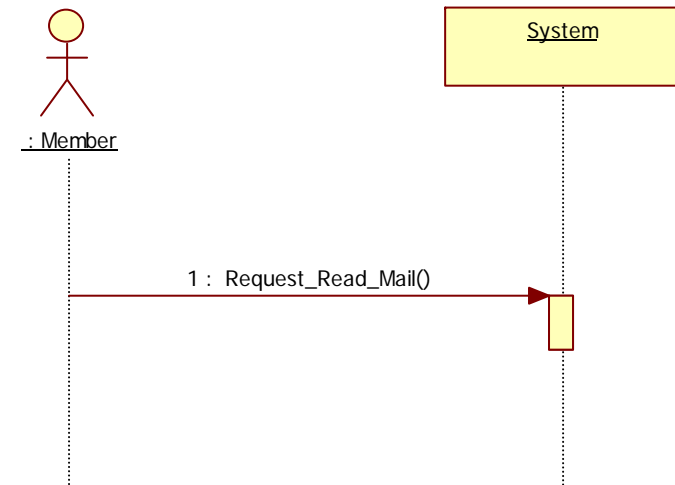 System
: Member
1 : Request_Read_Mail()